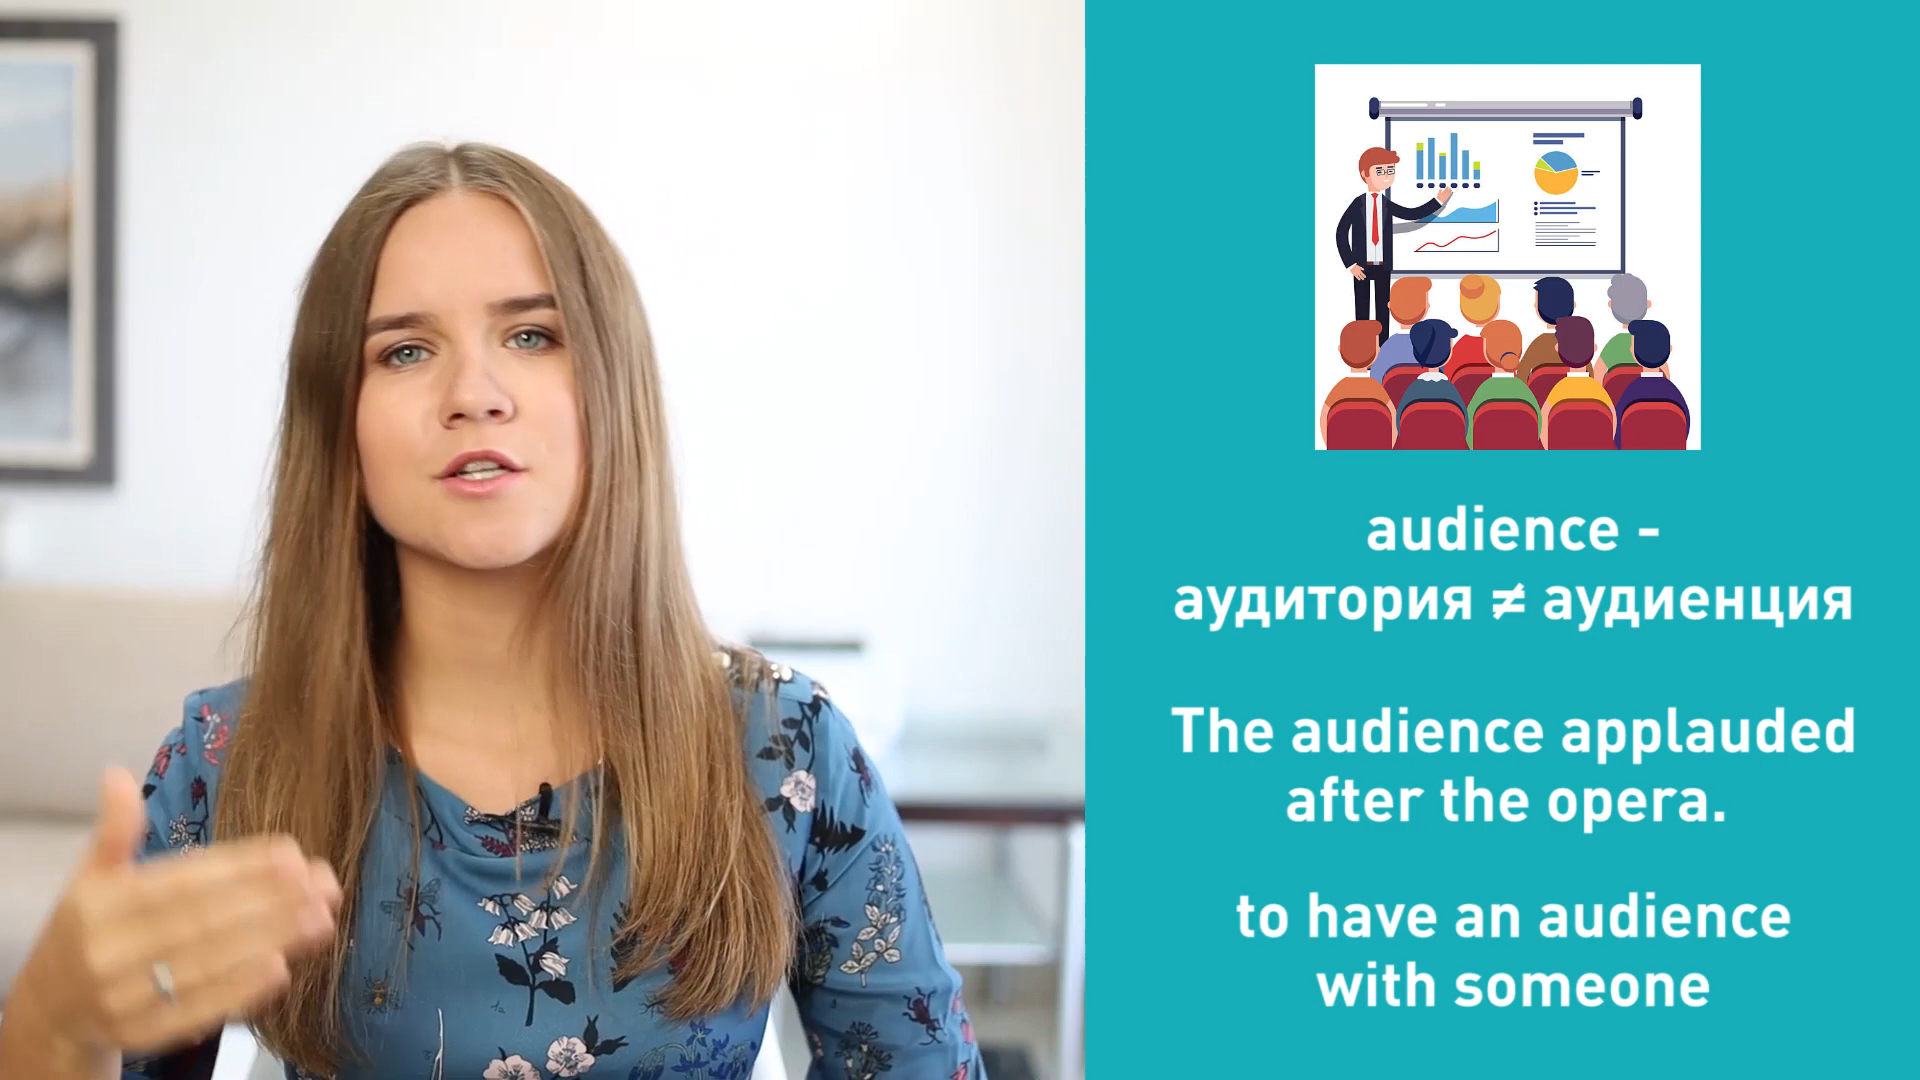 audience -
аудитория ≠ аудиенция
The audience applauded
after the opera.
to have an audience
with someone